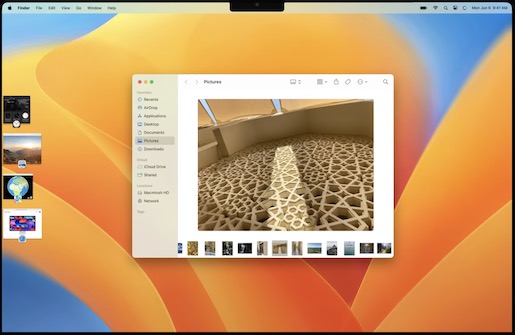 Finder File Edit View Go Window Help
Mon Jun 6 9:41 AM
Pictures
Favorites
Recents
AirDrop
Applications
Desktop
Documents
Pictures
Downloads
iCloud
iCloud Drive
Shared
Locations
Macintosh HD
Network
Tags